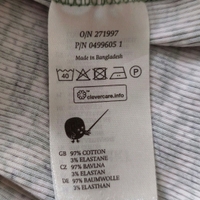 O/N 271997
P/N 0499605 1
Made in Bangladesh
40
P
clevercare.info
GB 97% COTTON
3% ELASTANE
CZ 97% BAVLNA
3% ELASTAN
DE 97% BAUMWOLLE
3% ELASTHAN